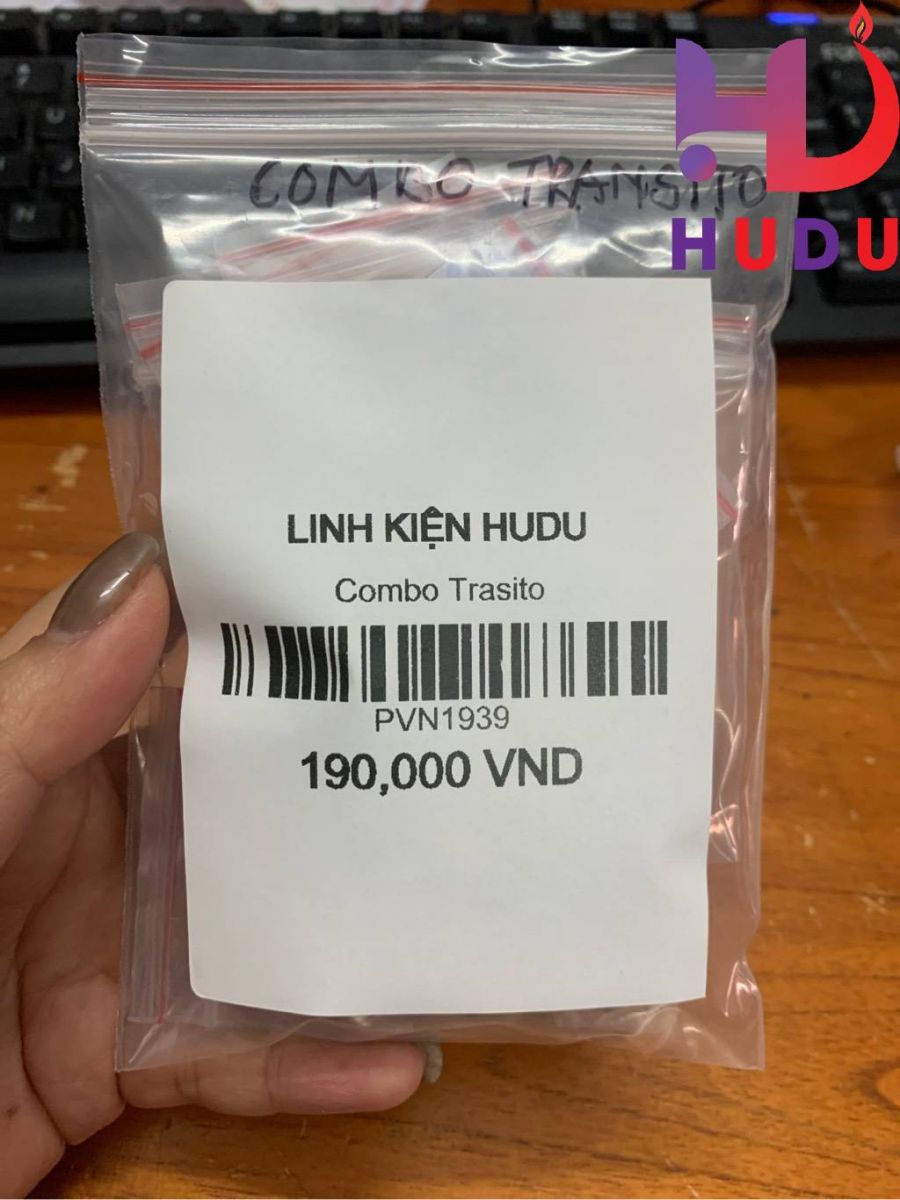 COMBO TRANSITO
HUDU
LINH KIỆN HUDU
Combo Trasito
PVN1939
190,000 VND